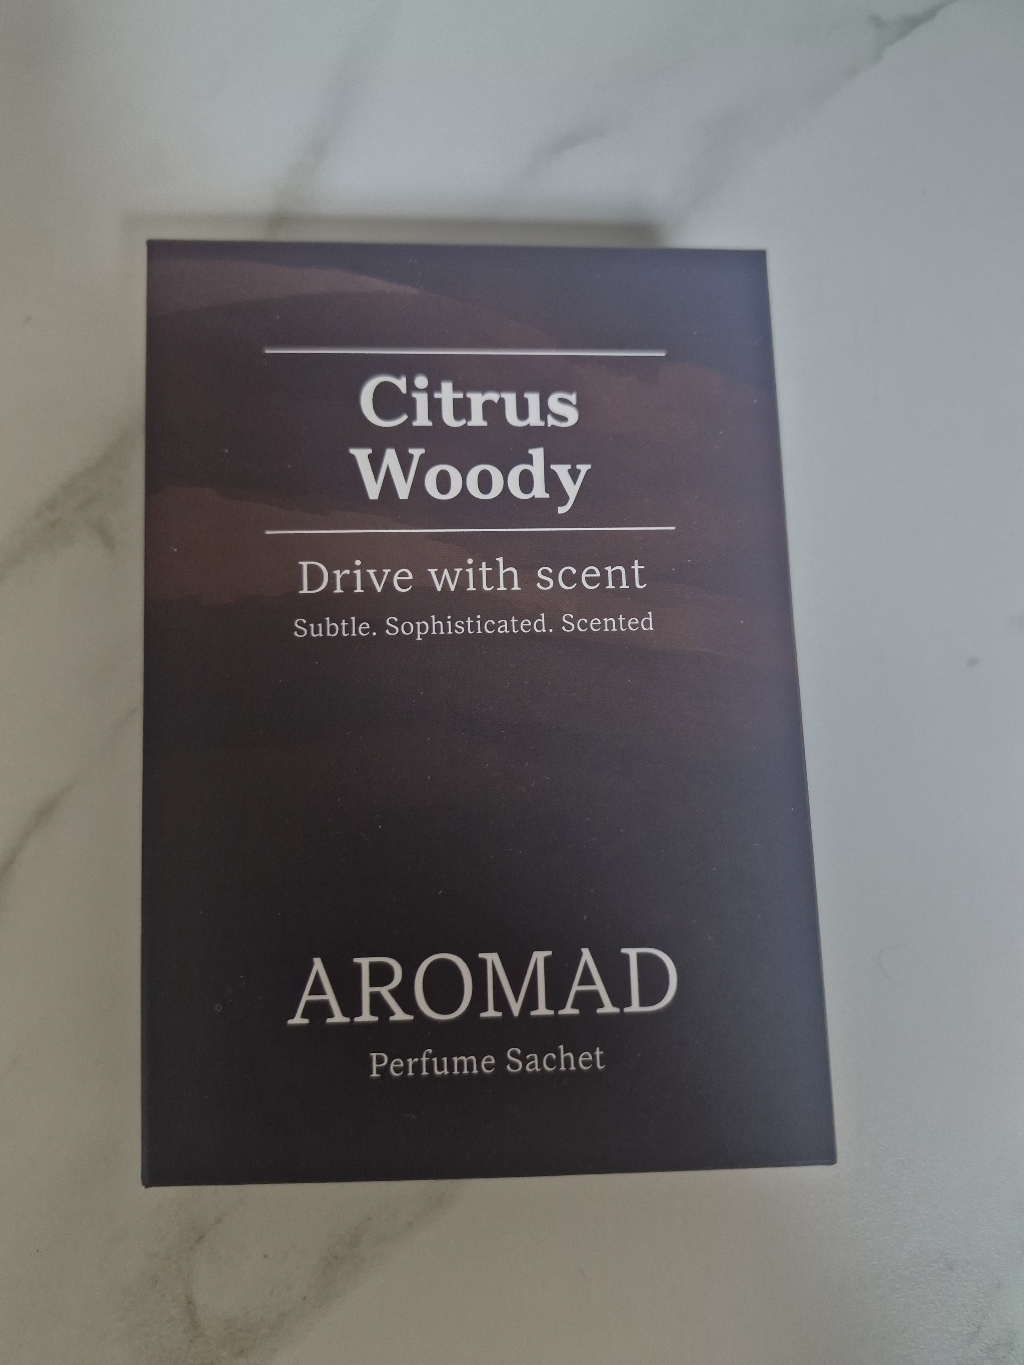 Citrus
Woody
Drive with scent
Subtle. Sophisticated. Scented
AROMAD
Perfume Sachet